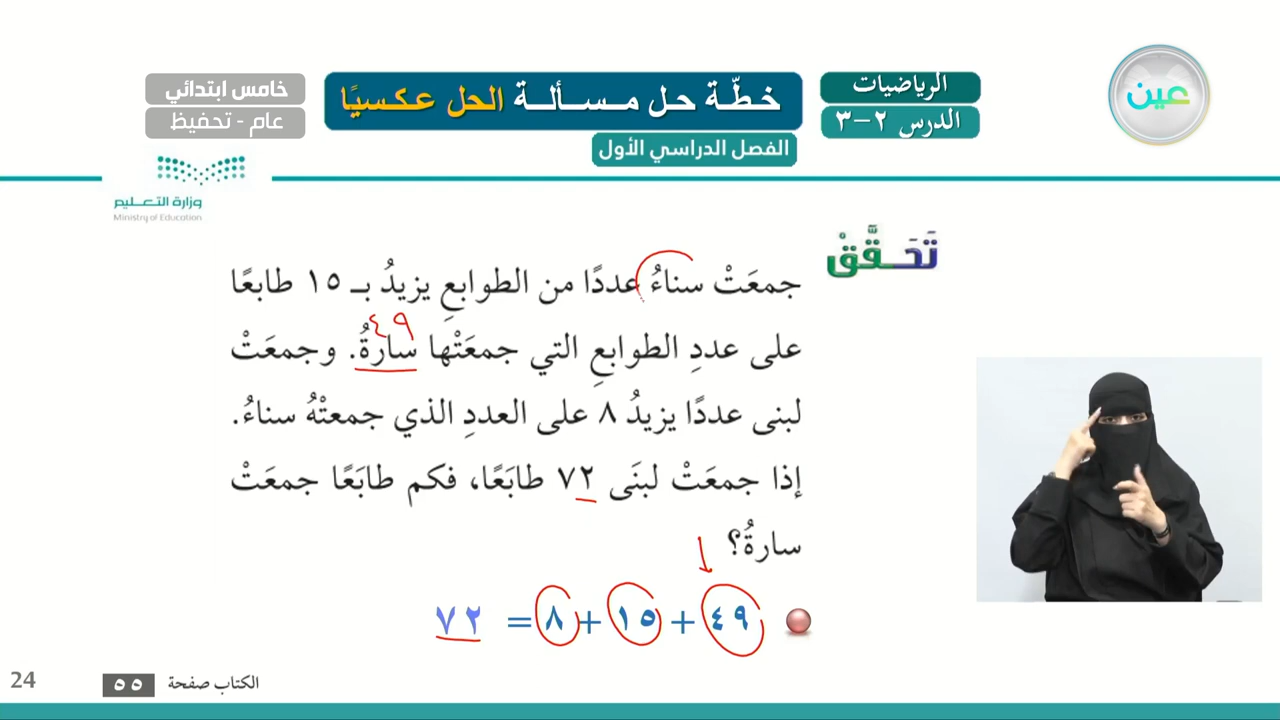 عين
الرياضيات
الدرس ٢-٣
خطّة حل مسألة الحل عكسيًا
الفصل الدراسي الأول
خامس ابتدائي
عام - تحفيظ
وزارة التعليم
Ministry of Education
تَحَقَّقْ
جمعَتْ سناءُ عددًا من الطوابعِ يزيدُ بـ ١٥ طابعًا
٤٩
على عددِ الطوابعِ التي جمعَتْها سارةُ. وجمعَتْ
لبنى عددًا يزيدُ ٨ على العددِ الذي جمعتْهُ سناءُ.
إذا جمعَتْ لبنَى ٧٢ طابَعًا، فكم طابَعًا جمعَتْ
سارةُ؟
٤٩ + ١٥ + ٨ = ٧٢
الكتاب صفحة ٥٥
24